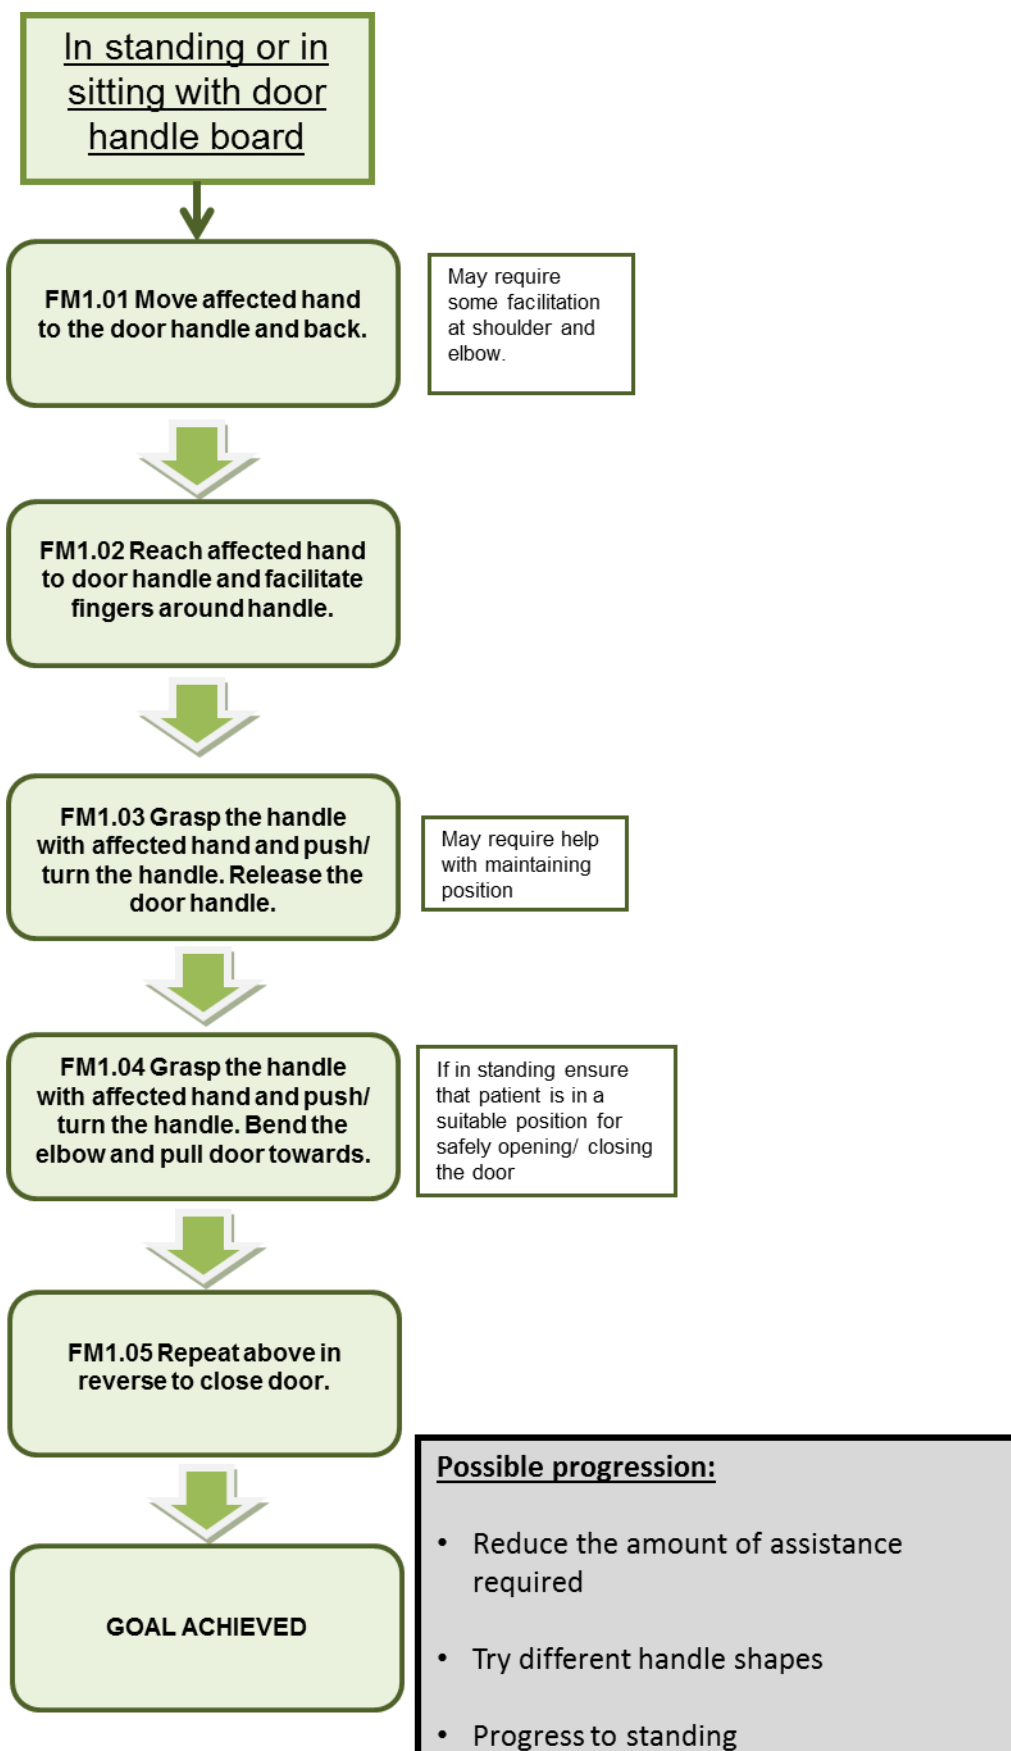 In standing or in
sitting with door
handle board
FM1.01 Move affected hand
to the door handle and back.
May require
some facilitation
at shoulder and
elbow.
FM1.02 Reach affected hand
to door handle and facilitate
fingers around handle.
FM1.03 Grasp the handle
with affected hand and push/
turn the handle. Release the
door handle.
May require help
with maintaining
position
FM1.04 Grasp the handle
with affected hand and push/
turn the handle. Bend the
elbow and pull door towards.
If in standing ensure
that patient is in a
suitable position for
safely opening/ closing
the door
FM1.05 Repeat above in
reverse to close door.
GOAL ACHIEVED
Possible progression:
• Reduce the amount of assistance
required
• Try different handle shapes
• Progress to standing